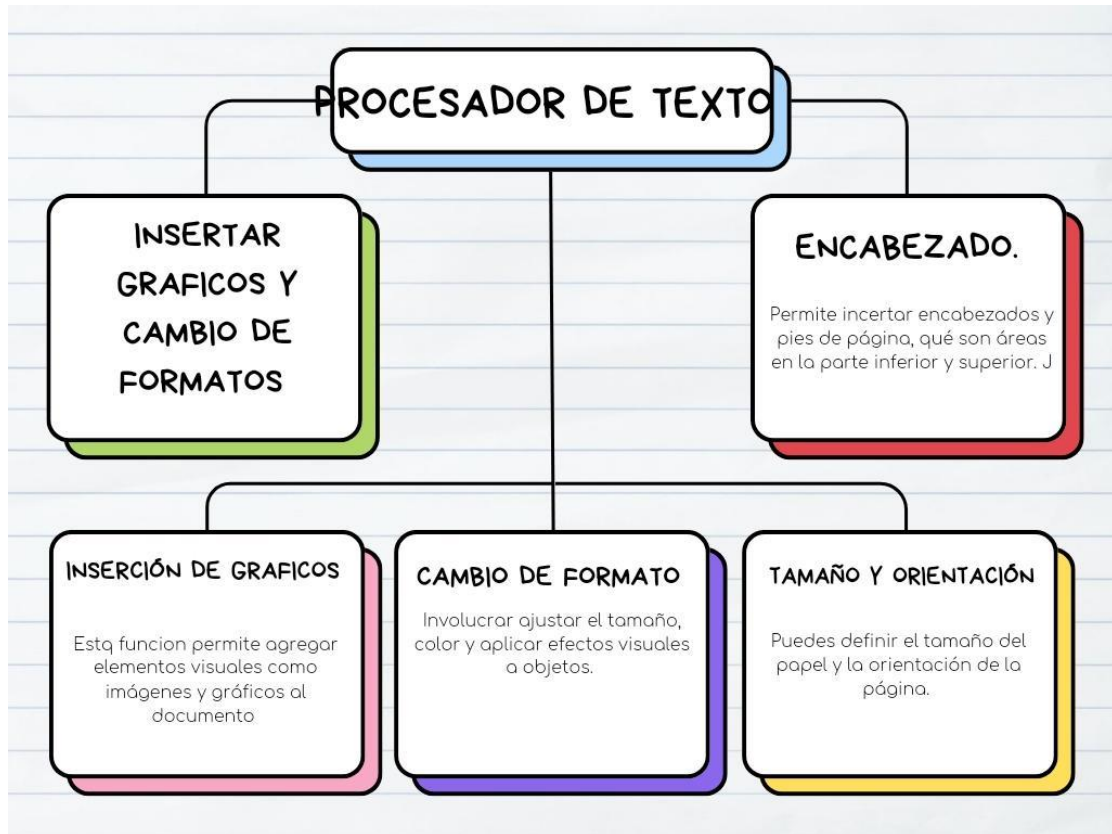 PROCESADOR DE TEXTO
INSERTAR
GRAFICOS Y
CAMBIO DE
FORMATOS
ENCABEZADO.
Permite incertar encabezados y
pies de página, qué son áreas
en la parte inferior y superior. J
INSERCIÓN DE GRAFICOS
Estq funcion permite agregar
elementos visuales como
imágenes y gráficos al
documento
CAMBIO DE FORMATO
Involucrar ajustar el tamaño,
color y aplicar efectos visuales
a objetos.
TAMAÑO Y ORIENTACIÓN
Puedes definir el tamaño del
papel y la orientación de la
página.